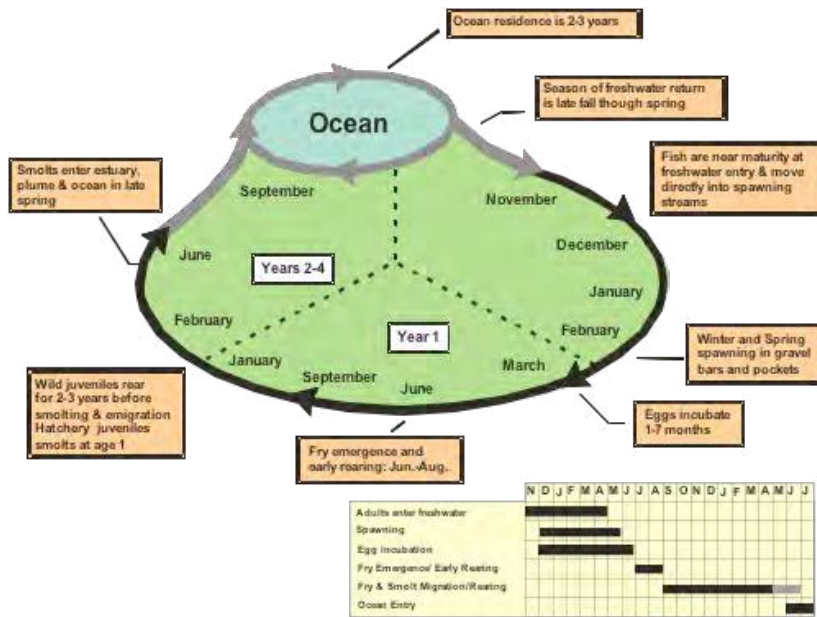 Ocean residence is 2-3 years
Season of freshwater return
is late fall though spring
Ocean
Fish are near maturity at
freshwater entry & move
directly into spawning
streams
Smolts enter estuary,
plume & ocean in late
spring
September
November
December
June
Years 2-4
January
February
February
Year 1
January
March
September
June
Winter and Spring
spawning in gravel
bars and pockets
Wild juveniles rear
for 2-3 years before
smolting & emigration
Hatchery juveniles
smolts at age 1
Eggs incubate
1-7 months
Fry emergence and
early rearing: Jun.-Aug.
N D J F M A M J J A S O N D J F M A M J J
Adults enter freshwater
Spawning
Egg incubation
Fry Emergence/ Early Rearing
Fry & Smolt Migration/Rearing
Ocean Entry